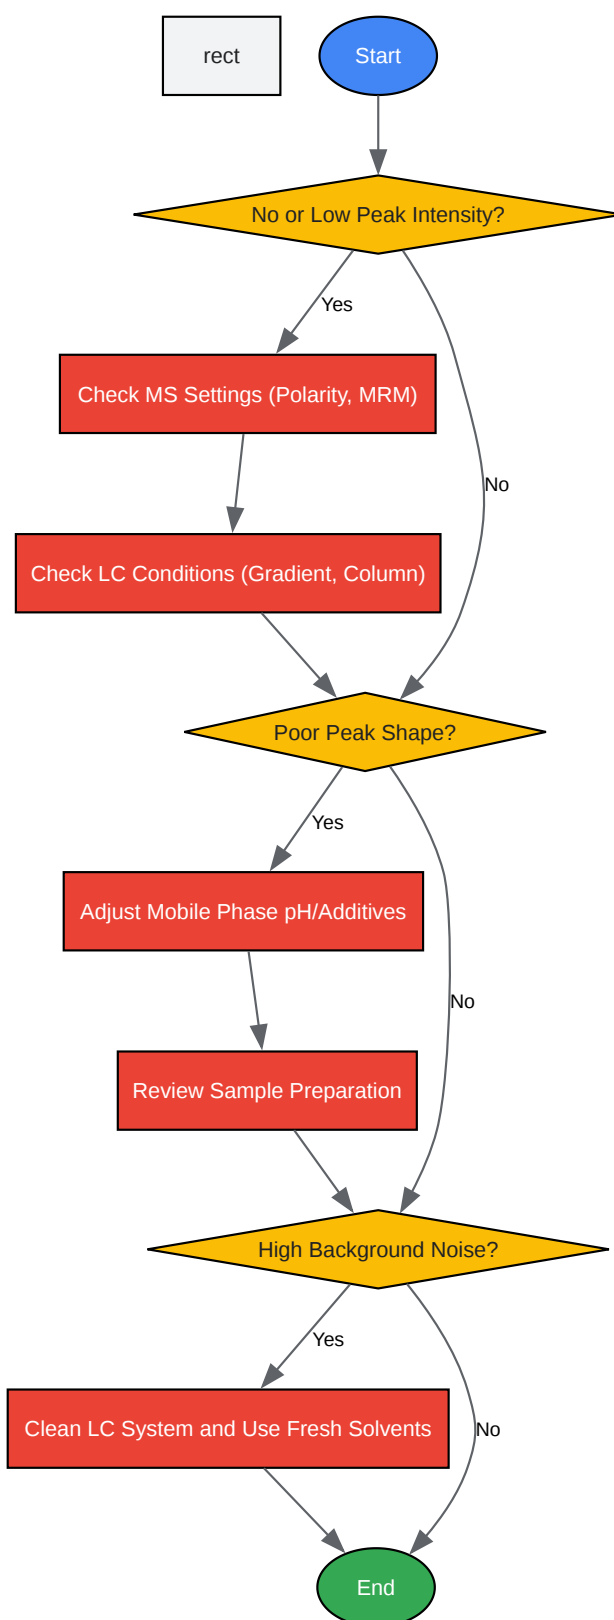 rect
Start
No or Low Peak Intensity?
Yes
Check MS Settings (Polarity, MRM)
No
Check LC Conditions (Gradient, Column)
Poor Peak Shape?
Yes
Adjust Mobile Phase pH/Additives
No
Review Sample Preparation
High Background Noise?
Yes
Clean LC System and Use Fresh Solvents
No
End